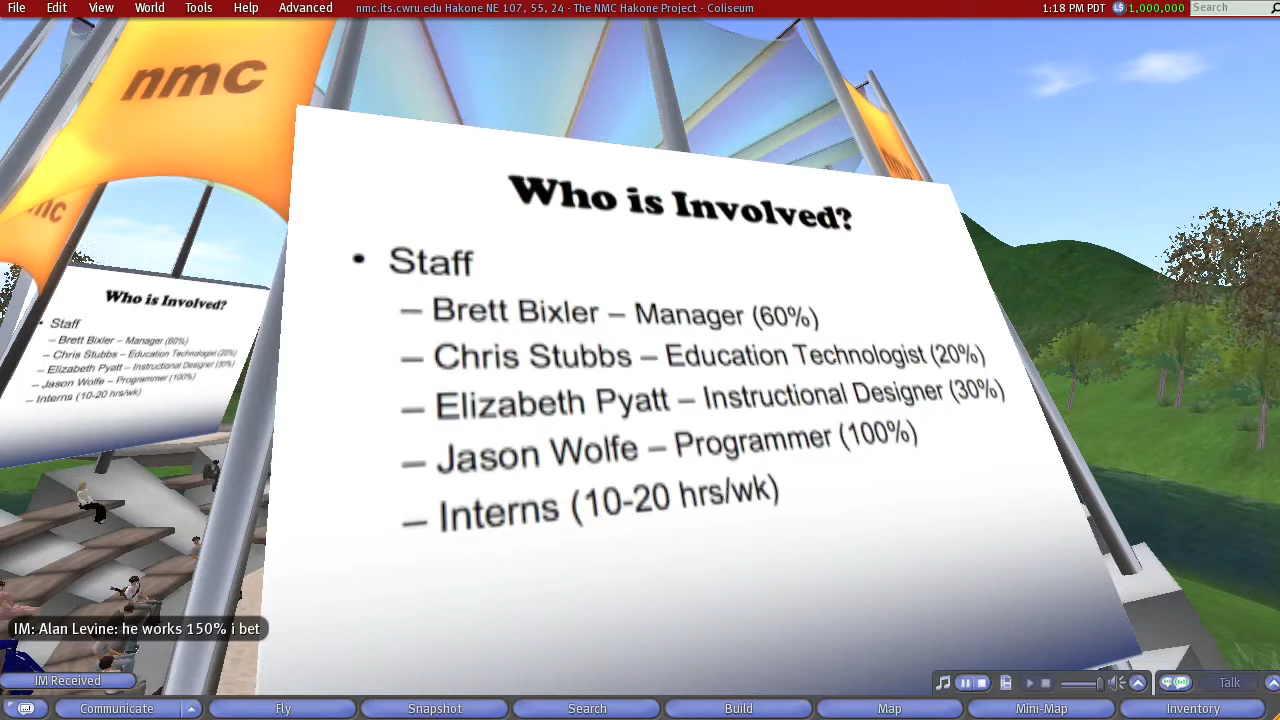 File Edit View World Tools Help Advanced nmc.its.cwru.edu Hakone NE 107, 55, 24 - The NMC Hakone Project - Coliseum 1:18 PM PDT L$ 1,000,000 Search
nmc
nmc
Who is Involved?
• Staff
– Brett Bixler – Manager (60%)
– Chris Stubbs – Education Technologist (20%)
– Elizabeth Pyatt – Instructional Designer (30%)
– Jason Wolfe – Programmer (100%)
– Interns (10-20 hrs/wk)
Who is Involved?
• Staff
– Brett Bixler – Manager (60%)
– Chris Stubbs – Education Technologist (20%)
– Elizabeth Pyatt – Instructional Designer (30%)
– Jason Wolfe – Programmer (100%)
– Interns (10-20 hrs/wk)
IM: Alan Levine: he works 150% i bet
IM Received
Talk
Communicate Fly Snapshot Search Build Map Mini-Map Inventory